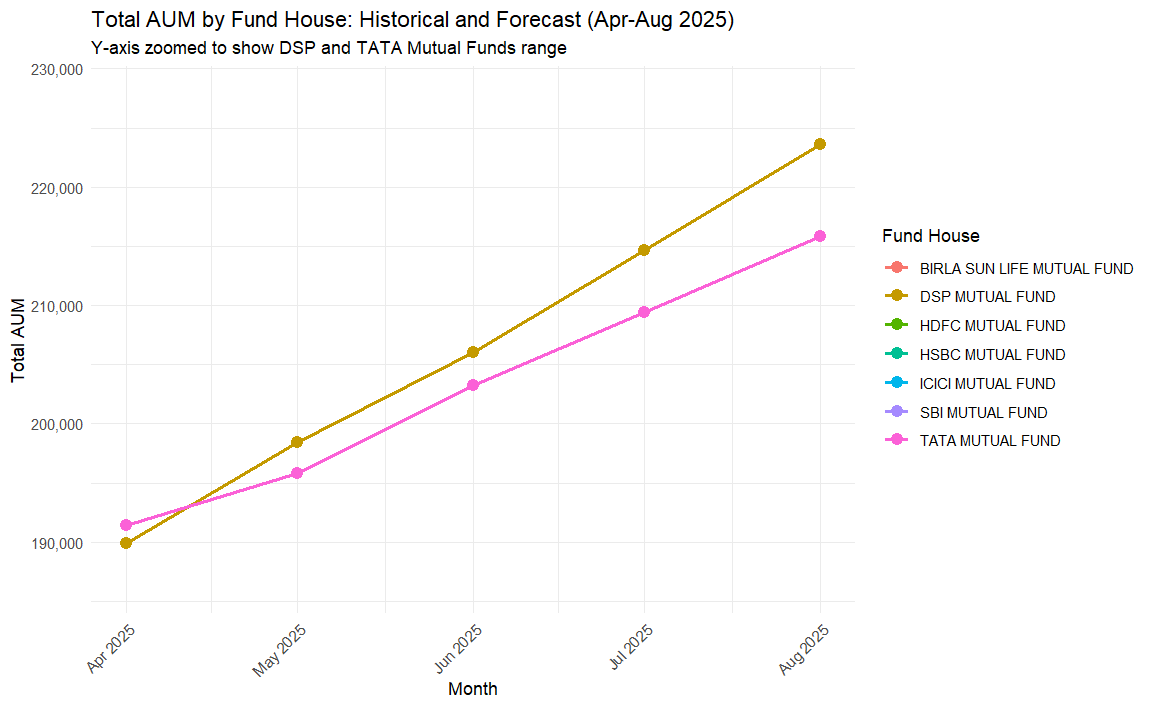 Total AUM by Fund House: Historical and Forecast (Apr-Aug 2025)
Y-axis zoomed to show DSP and TATA Mutual Funds range
230,000
220,000
210,000
200,000
190,000
Total AUM
Apr 2025
May 2025
Jun 2025
Jul 2025
Aug 2025
Month
Fund House
BIRLA SUN LIFE MUTUAL FUND
DSP MUTUAL FUND
HDFC MUTUAL FUND
HSBC MUTUAL FUND
ICICI MUTUAL FUND
SBI MUTUAL FUND
TATA MUTUAL FUND